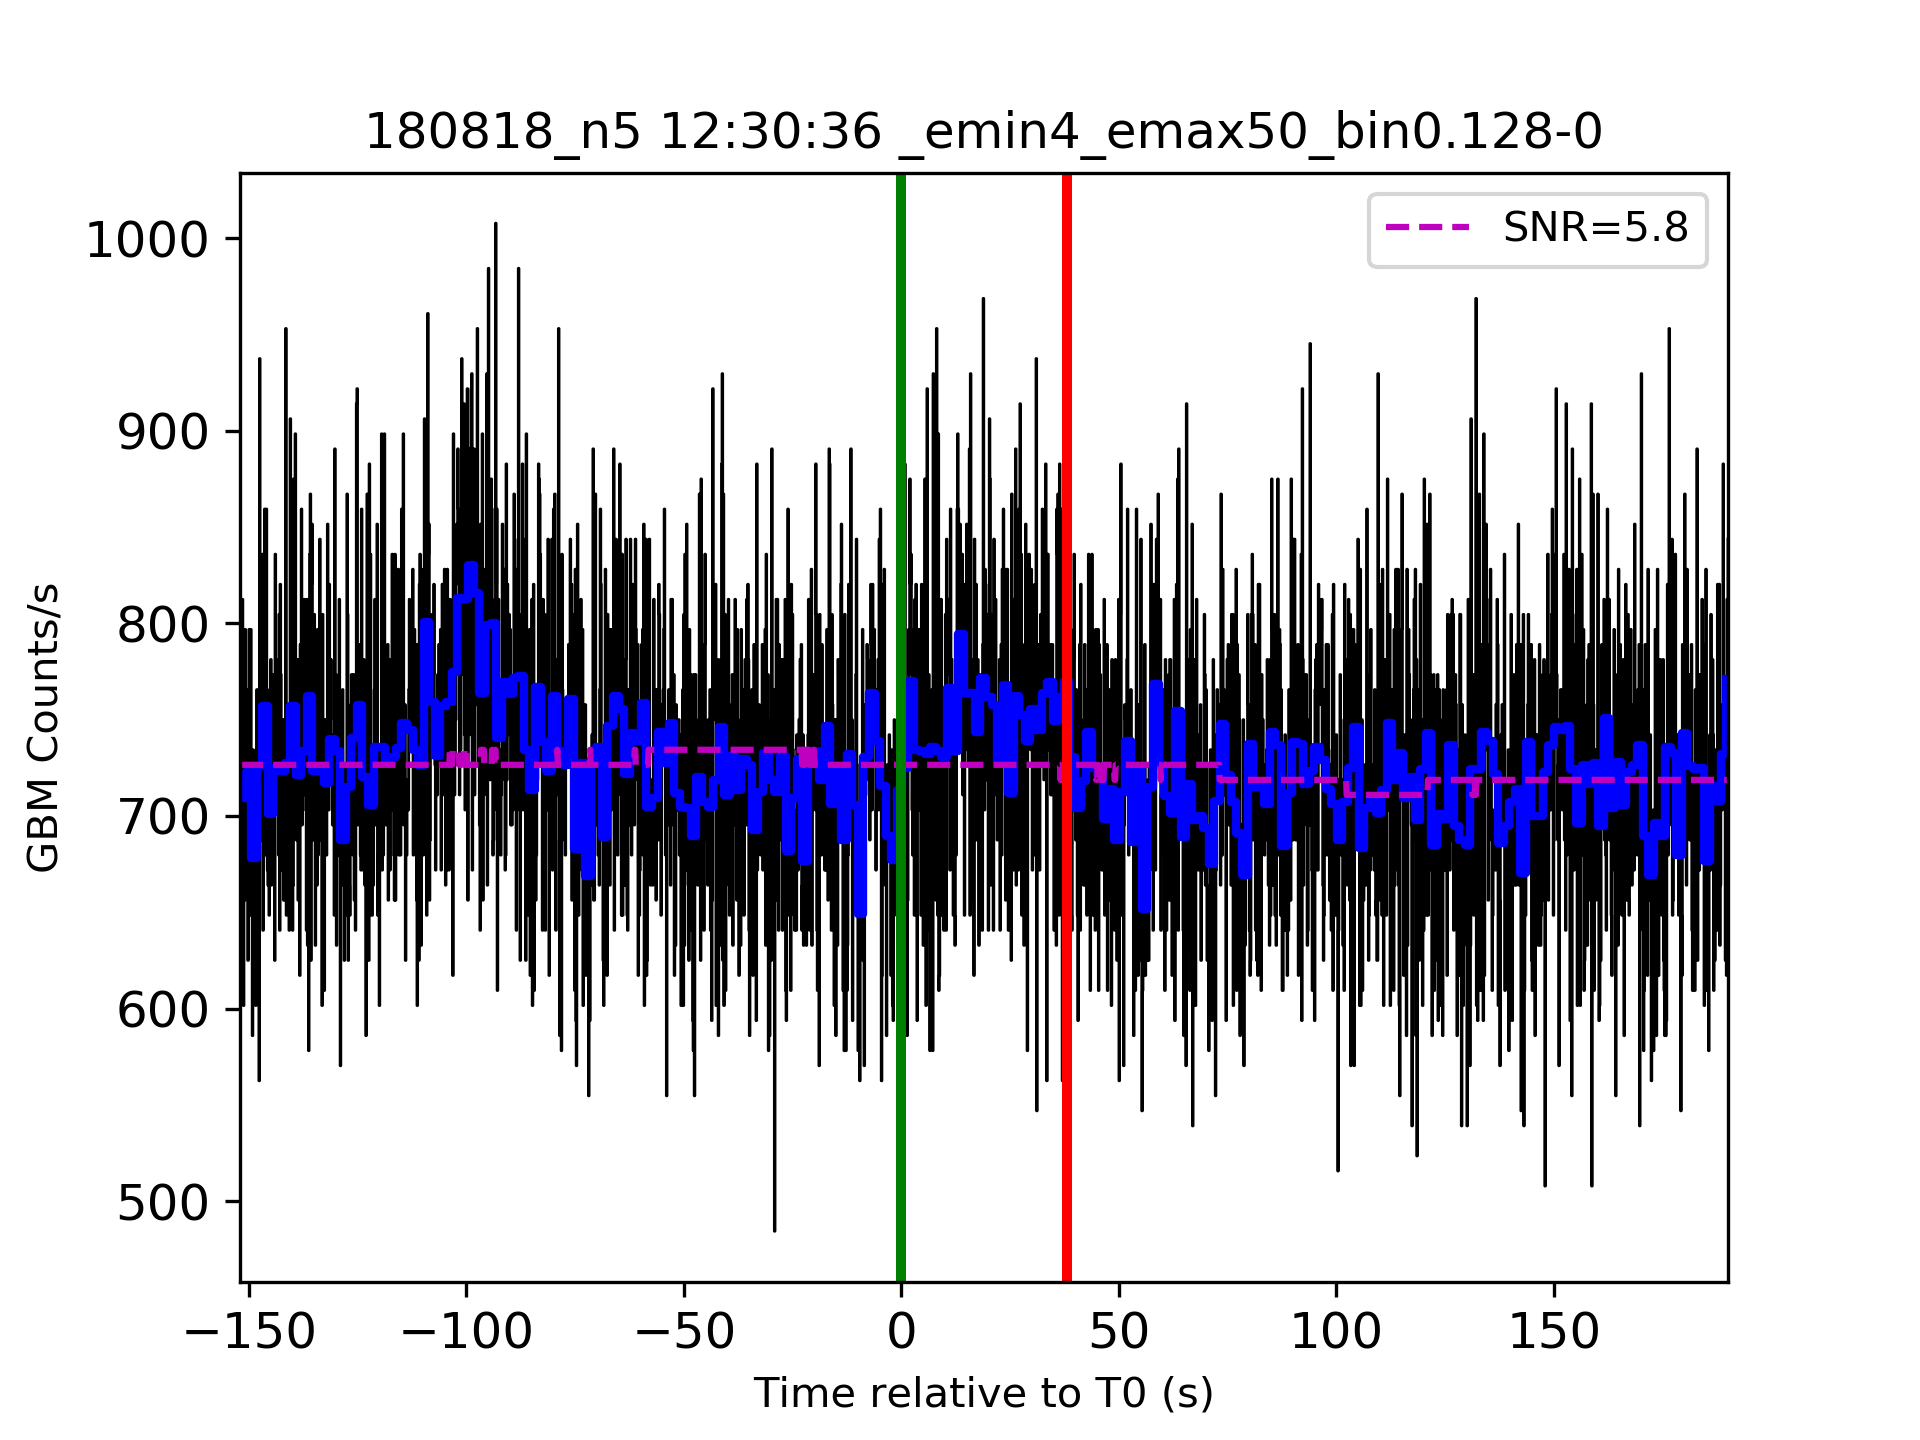 180818_n5 12:30:36 _emin4_emax50_bin0.128-0
SNR=5.8
GBM Counts/s
1000
900
800
700
600
500
−150 −100 −50 0 50 100 150
Time relative to T0 (s)